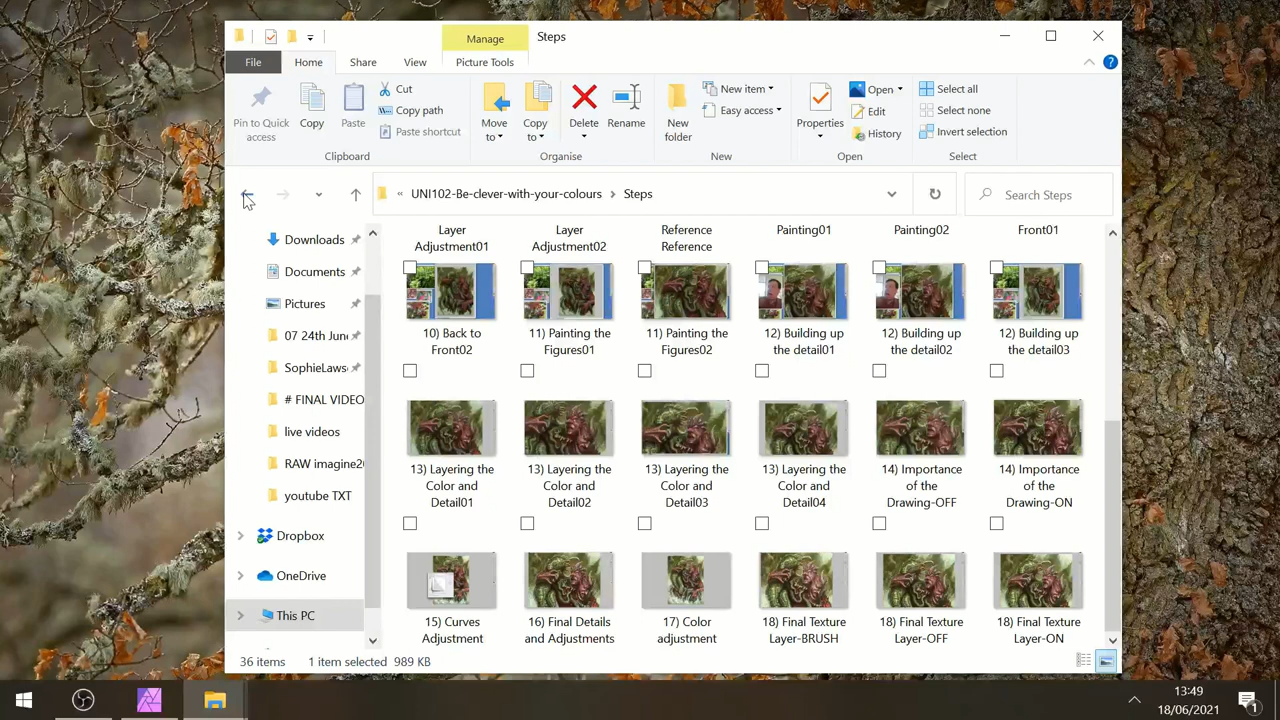 Manage
Steps
File
Home
Share
View
Picture Tools
Pin to Quick
access
Copy
Paste
Cut
Copy path
Paste shortcut
Clipboard
Move
to
Copy
to
Delete
Rename
Organise
New
folder
New item
Easy access
New
Properties
Open
Edit
History
Open
Select all
Select none
Invert selection
Select
« UNI102-Be-clever-with-your-colours > Steps
Search Steps
Downloads
Documents
Pictures
07 24th June
SophieLaws
# FINAL VIDEO
live videos
RAW imagine2
youtube TXT
Dropbox
OneDrive
This PC
Layer
Adjustment01
Layer
Adjustment02
Reference
Reference
Painting01
Painting02
Front01
10) Back to
Front02
11) Painting the
Figures01
11) Painting the
Figures02
12) Building up
the detail01
12) Building up
the detail02
12) Building up
the detail03
13) Layering the
Color and
Detail01
13) Layering the
Color and
Detail02
13) Layering the
Color and
Detail03
13) Layering the
Color and
Detail04
14) Importance
of the
Drawing-OFF
14) Importance
of the
Drawing-ON
15) Curves
Adjustment
16) Final Details
and Adjustments
17) Color
adjustment
18) Final Texture
Layer-BRUSH
18) Final Texture
Layer-OFF
18) Final Texture
Layer-ON
36 items
1 item selected 989 KB
13:49
18/06/2021
1